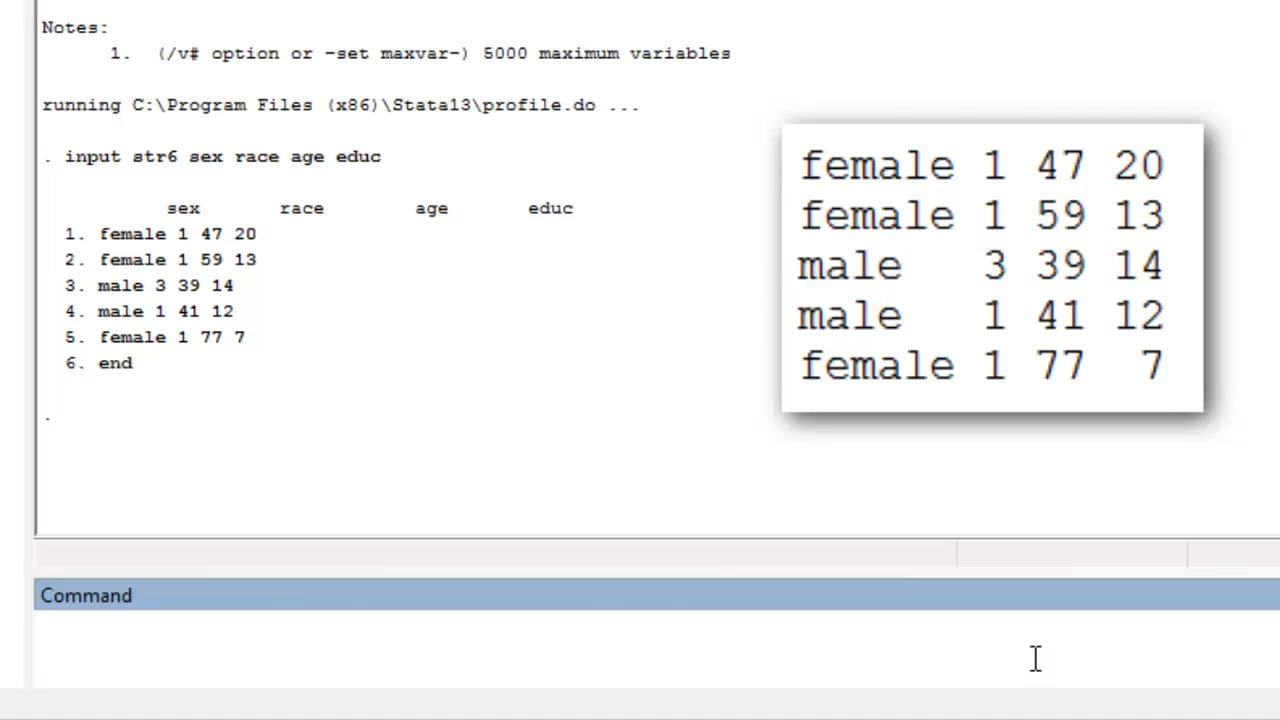 Notes:
1. (/v# option or -set maxvar-) 5000 maximum variables
running C:\Program Files (x86)\Stata13\profile.do ...
. input str6 sex race age educ
sex race age educ
1. female 1 47 20
2. female 1 59 13
3. male 3 39 14
4. male 1 41 12
5. female 1 77 7
6. end
.
female 1 47 20
female 1 59 13
male 3 39 14
male 1 41 12
female 1 77 7
Command